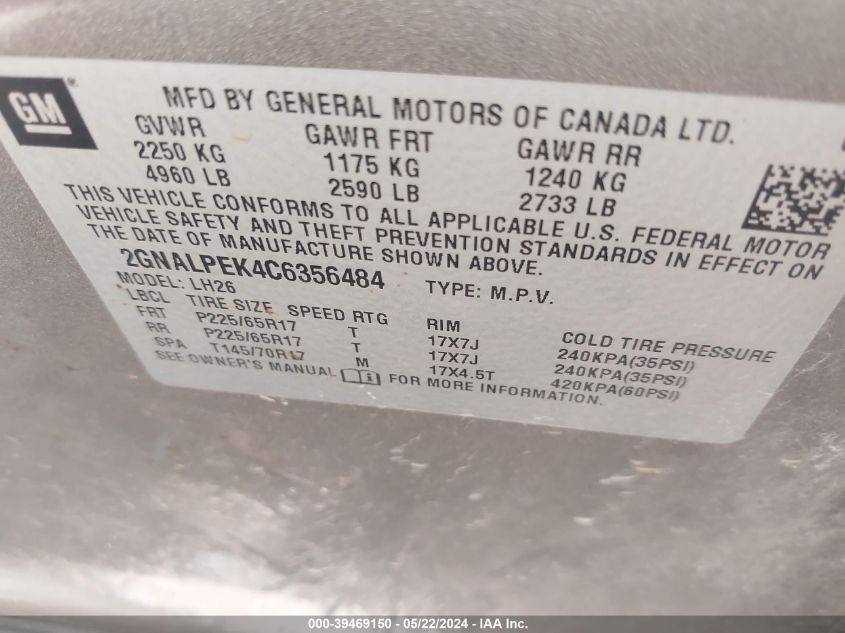 GM®
MFD BY GENERAL MOTORS OF CANADA LTD.
GVWR GAWR FRT GAWR RR
2250 KG 1175 KG 1240 KG
4960 LB 2590 LB 2733 LB
THIS VEHICLE CONFORMS TO ALL APPLICABLE U.S. FEDERAL MOTOR
VEHICLE SAFETY AND THEFT PREVENTION STANDARDS IN EFFECT ON
THE DATE OF MANUFACTURE SHOWN ABOVE.
2GNALPEK4C6356484 TYPE: M.P.V.
MODEL: LH26
LBCL TIRE SIZE SPEED RTG RIM COLD TIRE PRESSURE
FRT P225/65R17 T 17X7J 240KPA(35PSI)
RR P225/65R17 T 17X7J 240KPA(35PSI)
SPA T145/70R17 M 17X4.5T 420KPA(60PSI)
SEE OWNER'S MANUAL FOR MORE INFORMATION.
000-39469150 - 05/22/2024 - IAA Inc.